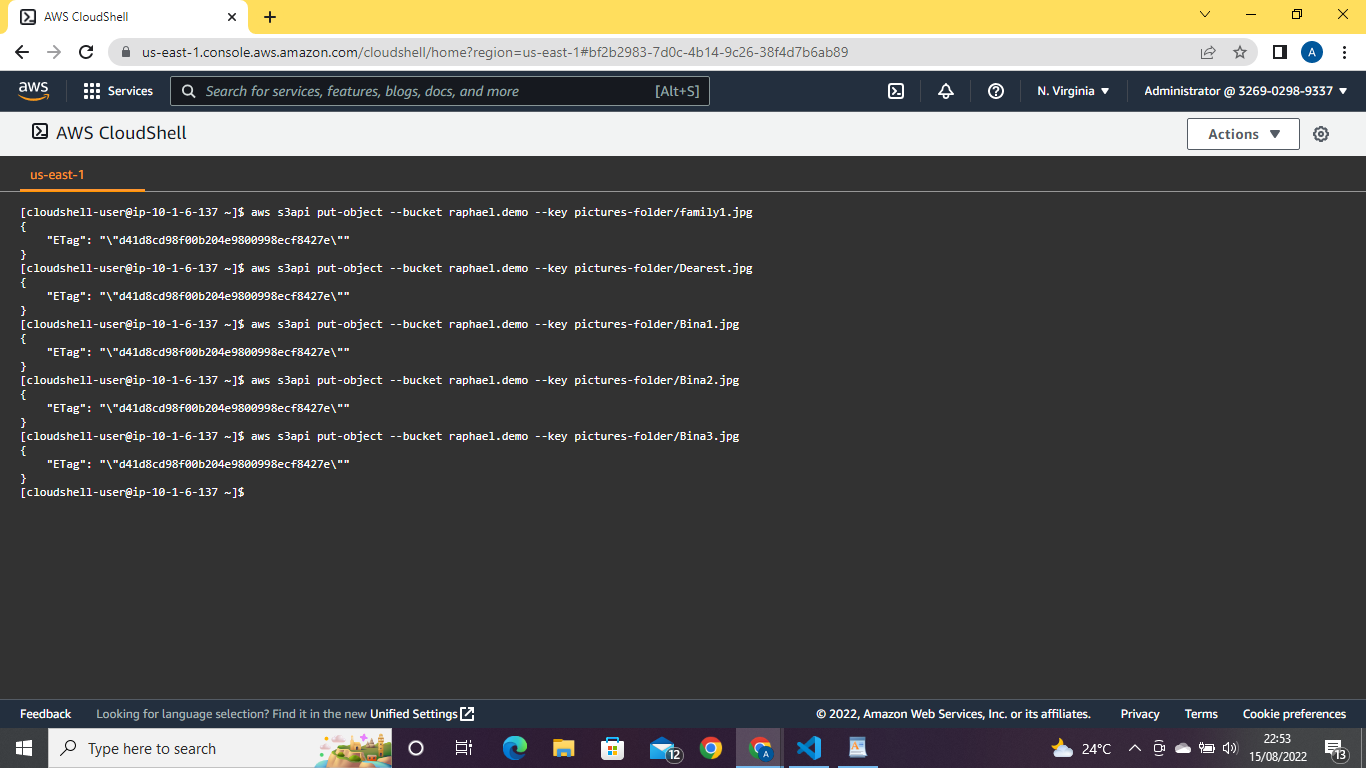 AWS CloudShell
us-east-1.console.aws.amazon.com/cloudshell/home?region=us-east-1#bf2b2983-7d0c-4b14-9c26-38f4d7b6ab89
A
aws
Services
Search for services, features, blogs, docs, and more
[Alt+S]
N. Virginia
Administrator @ 3269-0298-9337
AWS CloudShell
Actions
us-east-1
[cloudshell-user@ip-10-1-6-137 ~]$ aws s3api put-object --bucket raphael.demo --key pictures-folder/family1.jpg
{
    "ETag": "\"d41d8cd98f00b204e9800998ecf8427e\""
}
[cloudshell-user@ip-10-1-6-137 ~]$ aws s3api put-object --bucket raphael.demo --key pictures-folder/Dearest.jpg
{
    "ETag": "\"d41d8cd98f00b204e9800998ecf8427e\""
}
[cloudshell-user@ip-10-1-6-137 ~]$ aws s3api put-object --bucket raphael.demo --key pictures-folder/Bina1.jpg
{
    "ETag": "\"d41d8cd98f00b204e9800998ecf8427e\""
}
[cloudshell-user@ip-10-1-6-137 ~]$ aws s3api put-object --bucket raphael.demo --key pictures-folder/Bina2.jpg
{
    "ETag": "\"d41d8cd98f00b204e9800998ecf8427e\""
}
[cloudshell-user@ip-10-1-6-137 ~]$ aws s3api put-object --bucket raphael.demo --key pictures-folder/Bina3.jpg
{
    "ETag": "\"d41d8cd98f00b204e9800998ecf8427e\""
}
[cloudshell-user@ip-10-1-6-137 ~]$
Feedback
Looking for language selection? Find it in the new Unified Settings
© 2022, Amazon Web Services, Inc. or its affiliates.
Privacy
Terms
Cookie preferences
Type here to search
12
A
24°C
22:53
15/08/2022
13